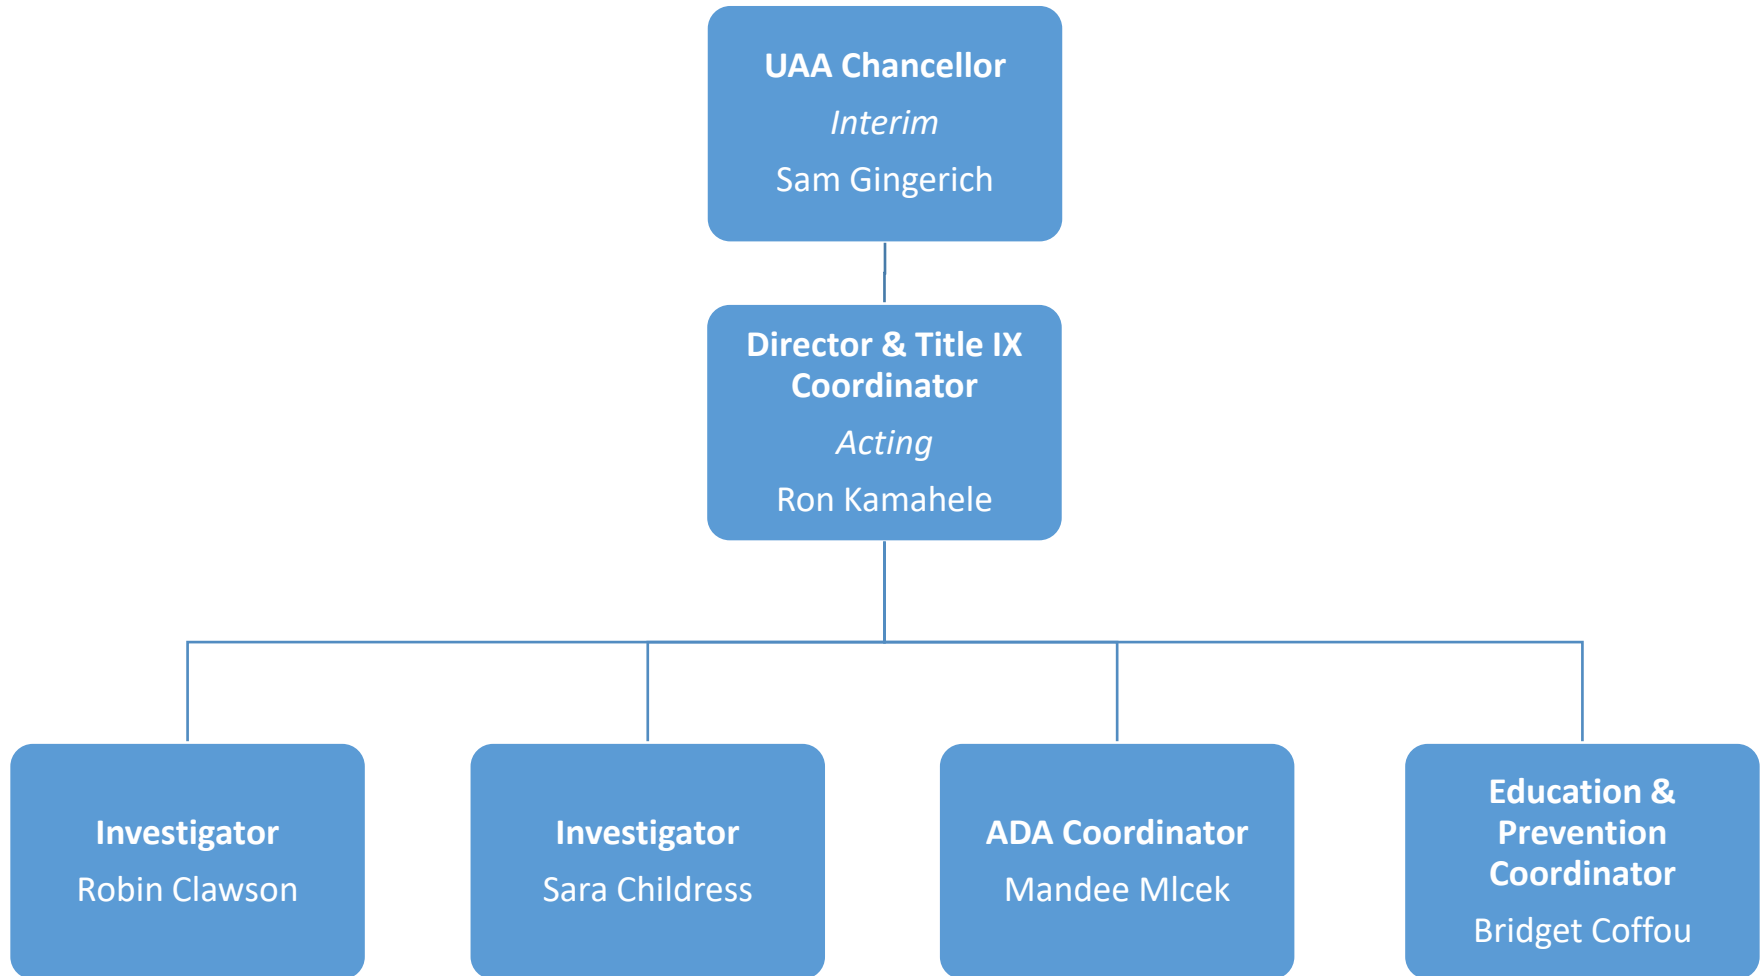 UAA Chancellor
Interim
Sam Gingerich
Director & Title IX
Coordinator
Acting
Ron Kamahele
Investigator
Robin Clawson
Investigator
Sara Childress
ADA Coordinator
Mandee Mlcek
Education &
Prevention
Coordinator
Bridget Coffou